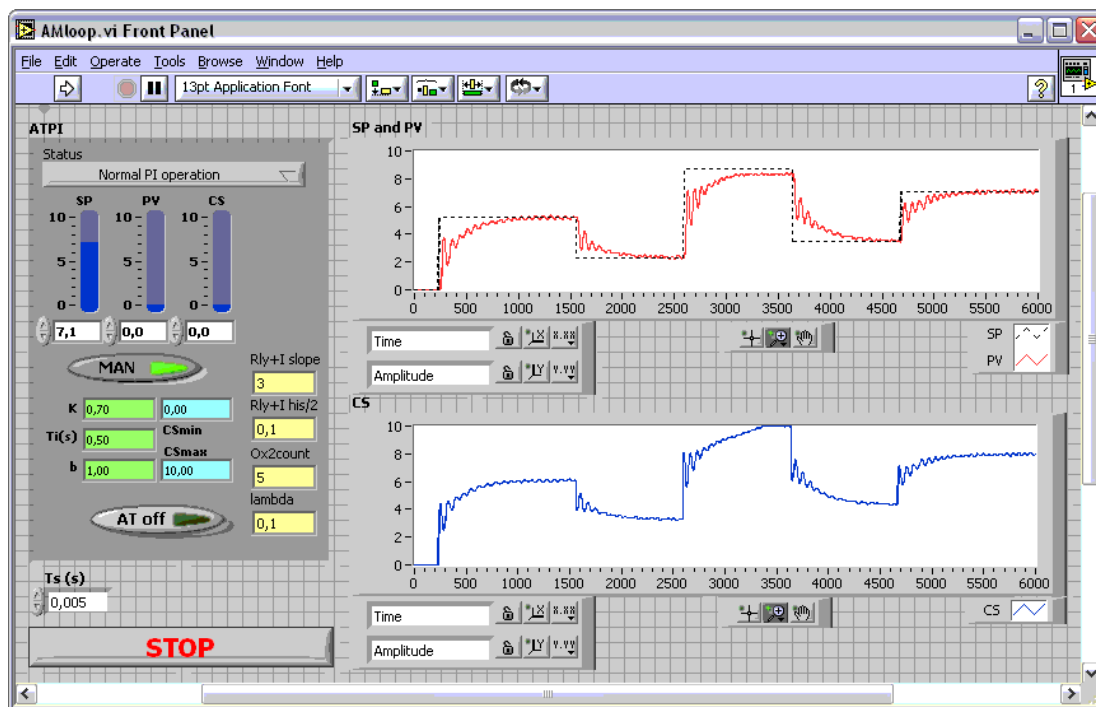 AMloop.vi Front Panel
File Edit Operate Tools Browse Window Help
13pt Application Font
1
ATPI
Status
Normal PI operation
SP PV CS
10 10 10
5 5 5
0 0 0
7,1 0,0 0,0
MAN
K 0,70 0,00
Ti(s) 0,50 CSmin
CSmax
b 1,00 10,00
AT off
Rly+I slope
3
Rly+I his/2
0,1
Ox2count
5
lambda
0,1
Ts (s)
0,005
STOP
SP and PV
10
8
6
4
2
0
0 500 1000 1500 2000 2500 3000 3500 4000 4500 5000 5500 6000
Time
Amplitude
SP
PV
CS
10
8
6
4
2
0
0 500 1000 1500 2000 2500 3000 3500 4000 4500 5000 5500 6000
Time
Amplitude
CS